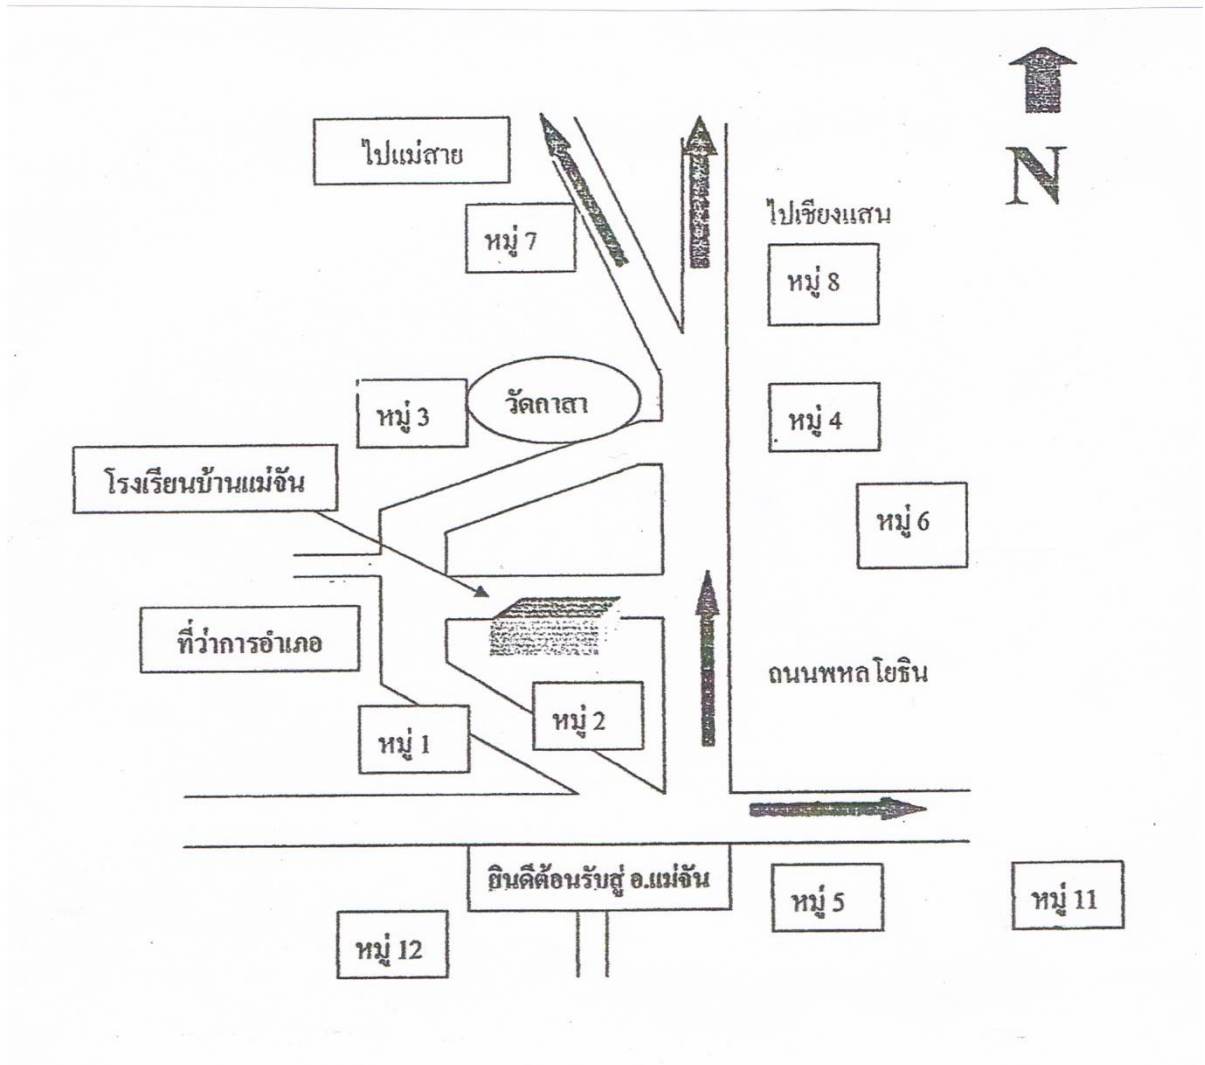 N
ไปแม่สาย
ไปเชียงแสน
หมู่ 7
หมู่ 8
หมู่ 3
วัดกาสา
หมู่ 4
โรงเรียนบ้านแม่จัน
หมู่ 6
ที่ว่าการอำเภอ
ถนนพหลโยธิน
หมู่ 2
หมู่ 1
ยินดีต้อนรับสู่ อ.แม่จัน
หมู่ 5
หมู่ 11
หมู่ 12